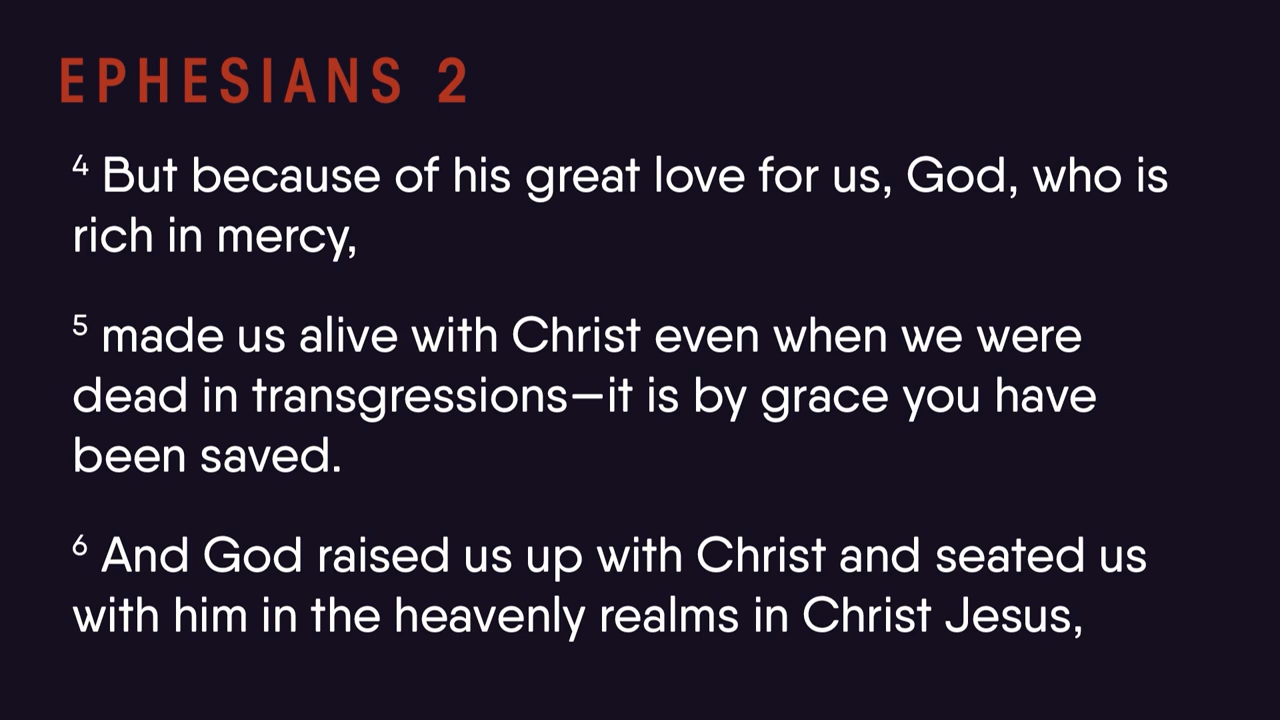 EPHESIANS 2
4 But because of his great love for us, God, who is
rich in mercy,
5 made us alive with Christ even when we were
dead in transgressions—it is by grace you have
been saved.
6 And God raised us up with Christ and seated us
with him in the heavenly realms in Christ Jesus,